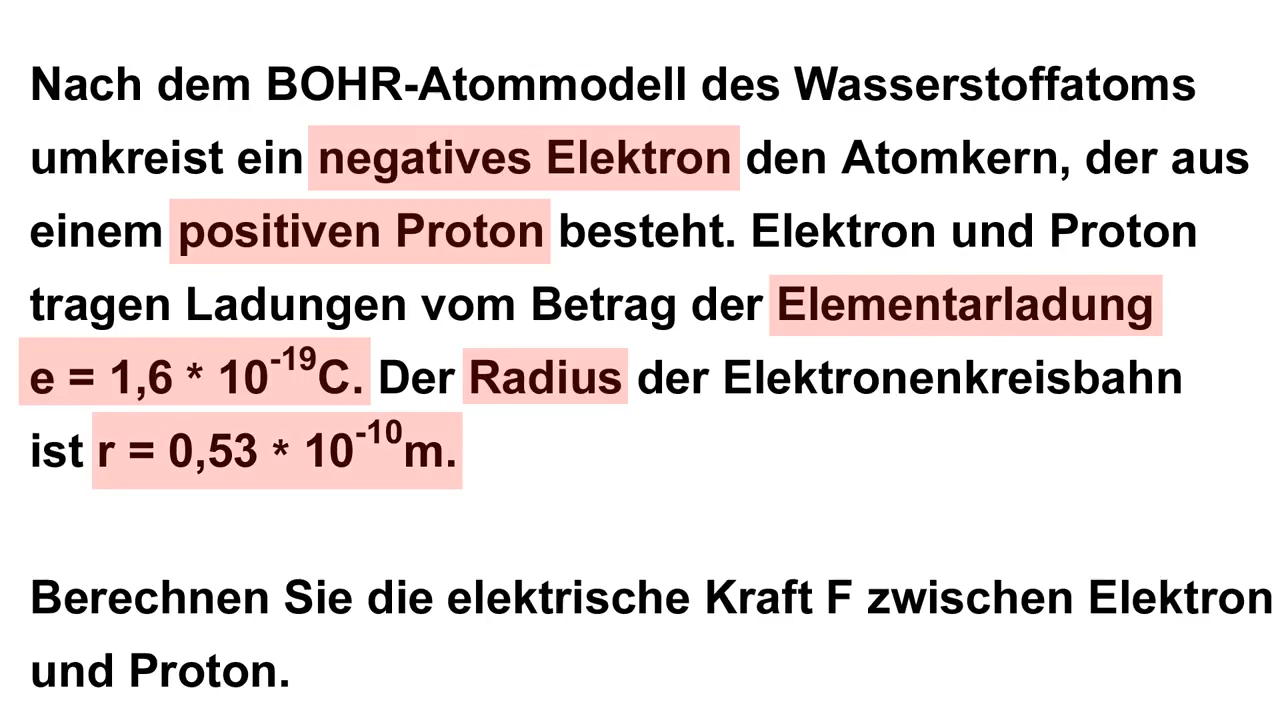 Nach dem BOHR-Atommodell des Wasserstoffatoms
umkreist ein negatives Elektron den Atomkern, der aus
einem positiven Proton besteht. Elektron und Proton
tragen Ladungen vom Betrag der Elementarladung
e = 1,6 * 10⁻¹⁹C. Der Radius der Elektronenkreisbahn
ist r = 0,53 * 10⁻¹⁰m.
Berechnen Sie die elektrische Kraft F zwischen Elektron
und Proton.